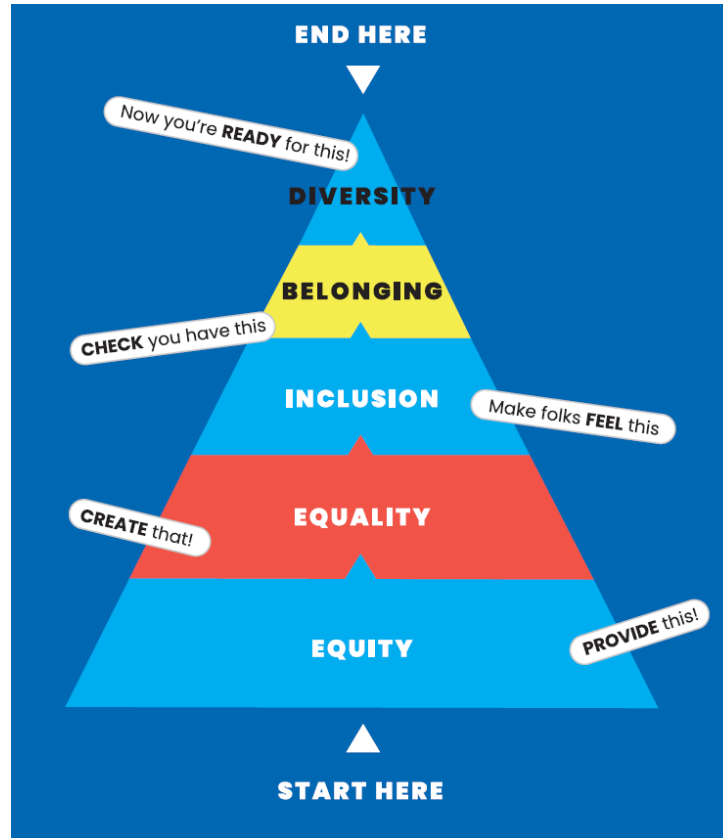 END HERE
Now you're READY for this!
DIVERSITY
BELONGING
CHECK you have this
INCLUSION
Make folks FEEL this
EQUALITY
CREATE that!
EQUITY
PROVIDE this!
START HERE